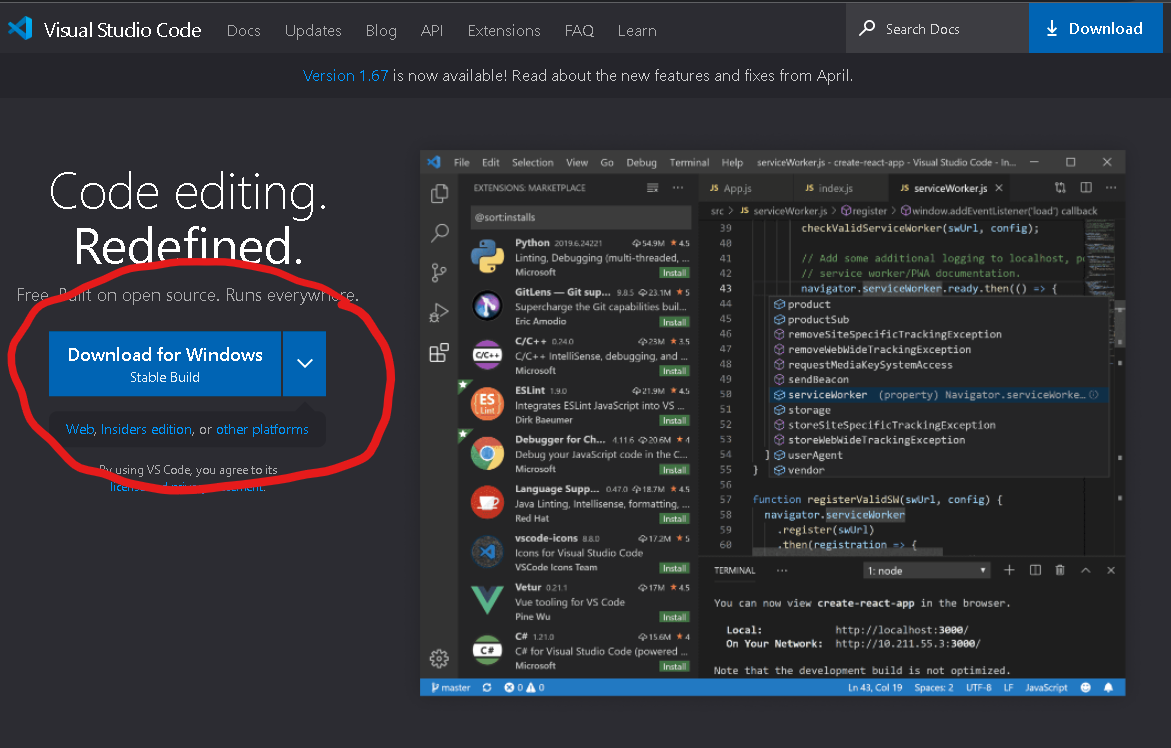 Visual Studio Code Docs Updates Blog API Extensions FAQ Learn Search Docs Download
Version 1.67 is now available! Read about the new features and fixes from April.
Code editing.
Redefined.
Free. Built on open source. Runs everywhere.
Download for Windows
Stable Build
Web, Insiders edition, or other platforms
By using VS Code, you agree to its
license and privacy statement.
File Edit Selection View Go Debug Terminal Help serviceWorker.js - create-react-app - Visual Studio Code - In...
EXTENSIONS: MARKETPLACE
@sort:installs
Python 2019.6.24221 54.9M 4.5
Linting, Debugging (multi-threaded, ...
Microsoft Install
GitLens — Git sup... 9.8.5 23.1M 5
Supercharge the Git capabilities buil...
Eric Amodio Install
C/C++ 0.24.0 23M 3.5
C/C++ IntelliSense, debugging, and ...
Microsoft Install
ESLint 1.9.0 21.9M 4.5
Integrates ESLint JavaScript into VS ...
Dirk Baeumer Install
Debugger for Ch... 4.11.6 20.6M 4
Debug your JavaScript code in the C...
Microsoft Install
Language Supp... 0.47.0 18.7M 4.5
Java Linting, Intellisense, formatting, ...
Red Hat Install
vscode-icons 8.8.0 17.2M 5
Icons for Visual Studio Code
VSCode Icons Team Install
Vetur 0.21.1 17M 4.5
Vue tooling for VS Code
Pine Wu Install
C# 1.21.0 15.6M 4
C# for Visual Studio Code (powered ...
Microsoft Install
C/C++
ES
Lint
C#
JS App.js JS index.js JS serviceWorker.js
src > JS serviceWorker.js > register > window.addEventListener('load') callback
39 checkValidServiceWorker(swUrl, config);
40
41 // Add some additional logging to localhost, po
42 // service worker/PWA documentation.
43 navigator.serviceWorker.ready.then(() => {
44 product
45 productSub
46 removeSiteSpecificTrackingException
47 removeWebWideTrackingException
48 requestMediaKeySystemAccess
49 sendBeacon
50 serviceWorker (property) Navigator.serviceWorke...
51 storage
52 storeSiteSpecificTrackingException
53 storeWebWideTrackingException
54 } userAgent
55 } vendor
56
57 function registerValidSW(swUrl, config) {
58 navigator.serviceWorker
59 .register(swUrl)
60 .then(registration => {
TERMINAL ... 1: node
You can now view create-react-app in the browser.
Local: http://localhost:3000/
On Your Network: http://10.211.55.3:3000/
Note that the development build is not optimized.
master 0 0 Ln 43, Col 19 Spaces: 2 UTF-8 LF JavaScript